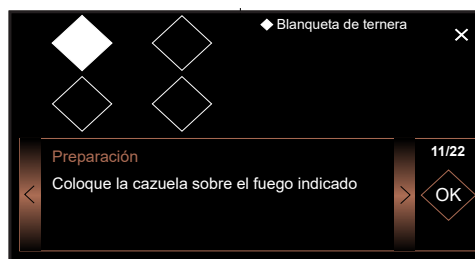 Blanqueta de ternera
Preparación
11/22
Coloque la cazuela sobre el fuego indicado
OK